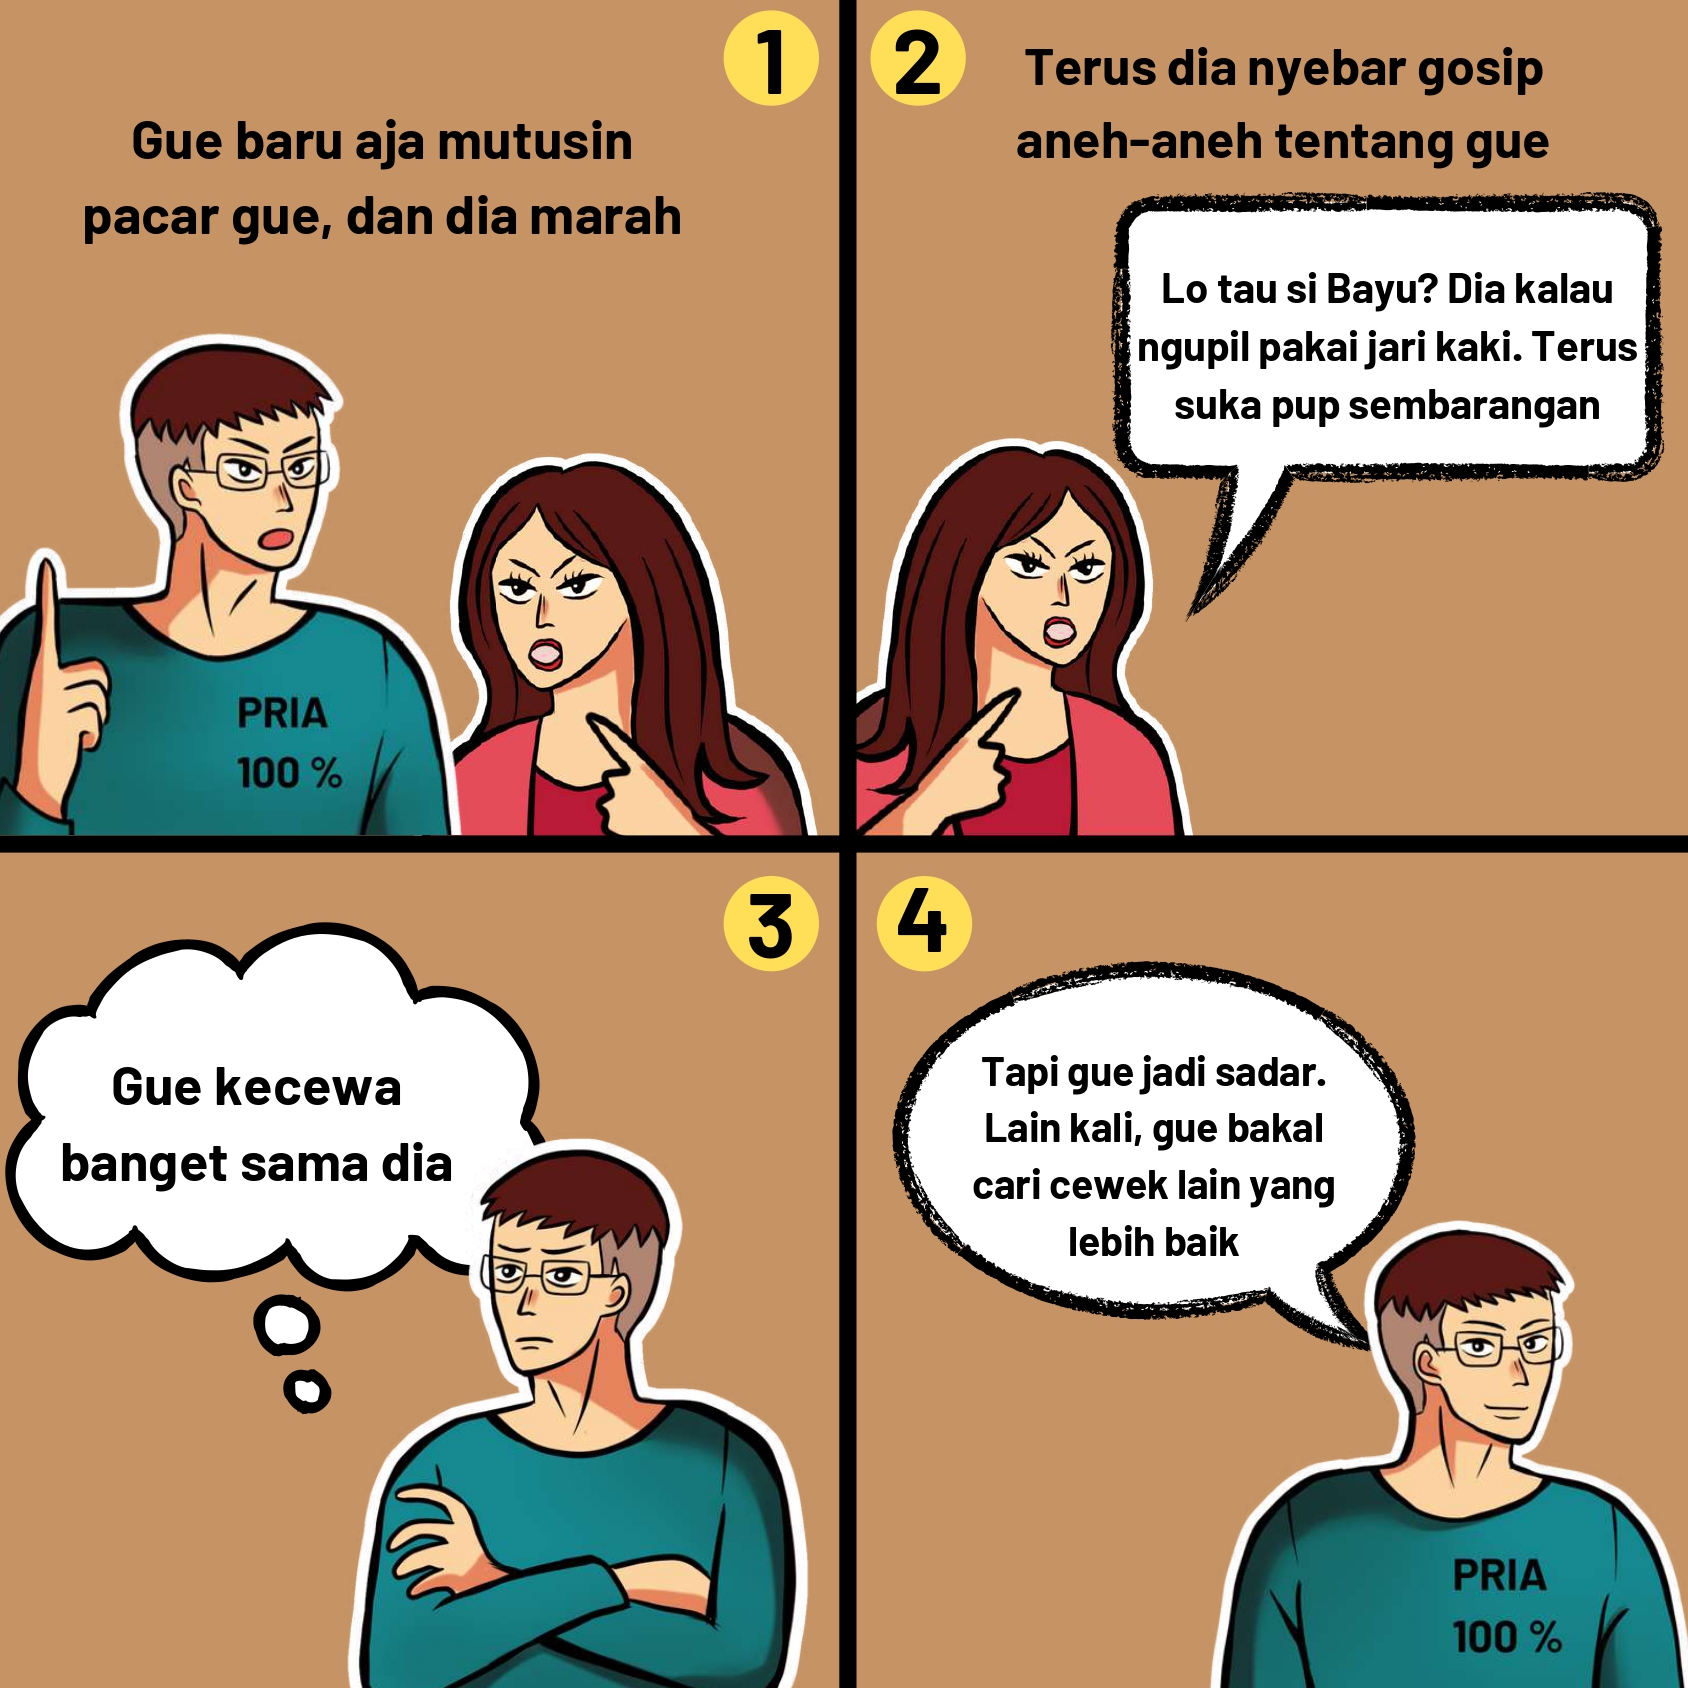 1
Gue baru aja mutusin
pacar gue, dan dia marah
PRIA
100 %
2
Terus dia nyebar gosip
aneh-aneh tentang gue
Lo tau si Bayu? Dia kalau
ngupil pakai jari kaki. Terus
suka pup sembarangan
3
Gue kecewa
banget sama dia
4
Tapi gue jadi sadar.
Lain kali, gue bakal
cari cewek lain yang
lebih baik
PRIA
100 %